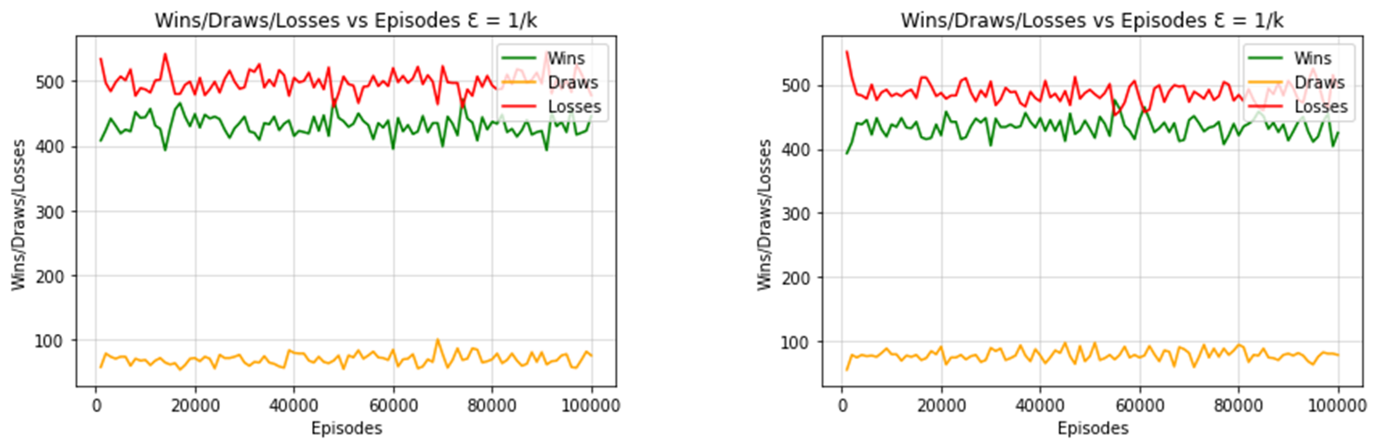 Wins/Draws/Losses vs Episodes Ɛ = 1/k
Wins/Draws/Losses
500
400
300
200
100
Wins
Draws
Losses
0 20000 40000 60000 80000 100000
Episodes
Wins/Draws/Losses vs Episodes Ɛ = 1/k
Wins/Draws/Losses
500
400
300
200
100
Wins
Draws
Losses
0 20000 40000 60000 80000 100000
Episodes